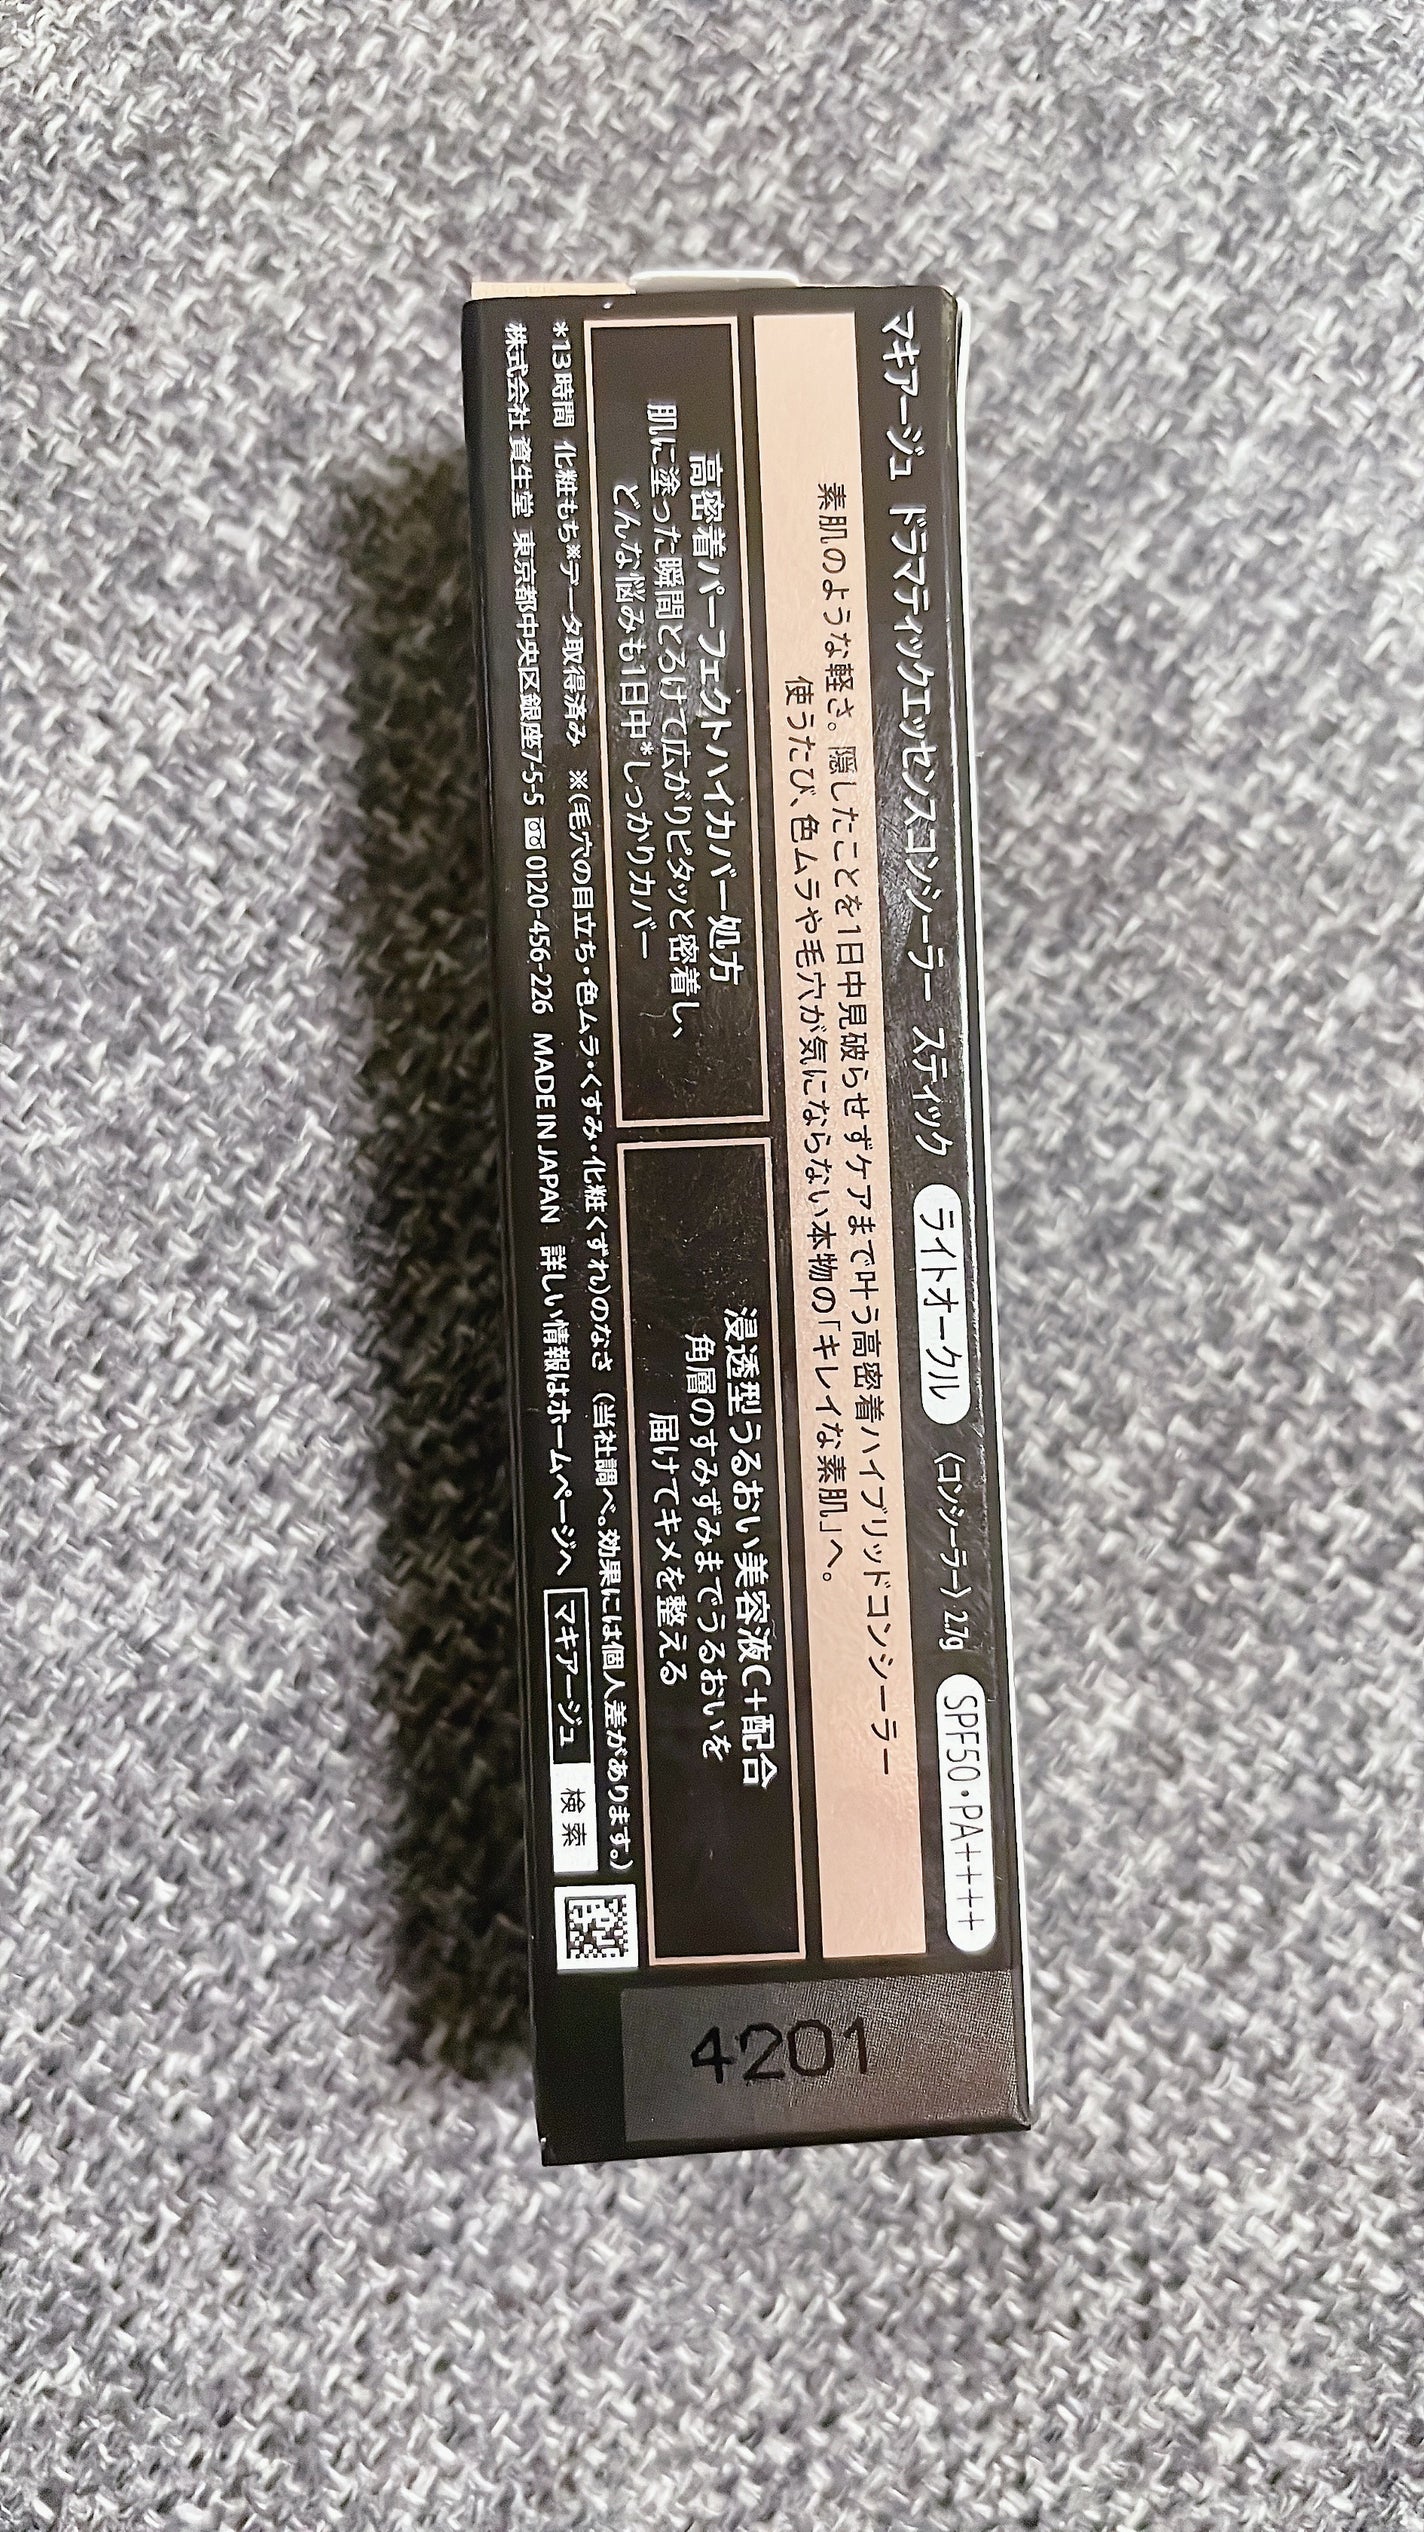 マキアージュ ドラマティックエッセンスコンシーラー スティック ライトオークル 〈コンシーラー〉 2.7g SPF50・PA++++
素肌のような軽さ。隠したことを1日中見破らせずケアまで叶う高密着ハイブリッドコンシーラー
使うたび、色ムラや毛穴が気にならない本物の「キレイな素肌」へ。
高密着パーフェクトハイカバー処方
肌に塗った瞬間とろけて広がりピタッと密着し、
どんな悩みも1日中*しっかりカバー
浸透型うるおい美容液C+配合
角層のすみずみまでうるおいを
届けてキメを整える
*13時間 化粧もち※データ取得済み ※(毛穴の目立ち・色ムラ・くすみ・化粧くずれ)のなさ (当社調べ。効果には個人差があります。)
株式会社 資生堂 東京都中央区銀座7-5-5 0120-456-226 MADE IN JAPAN 詳しい情報はホームページへ マキアージュ 検索
4201